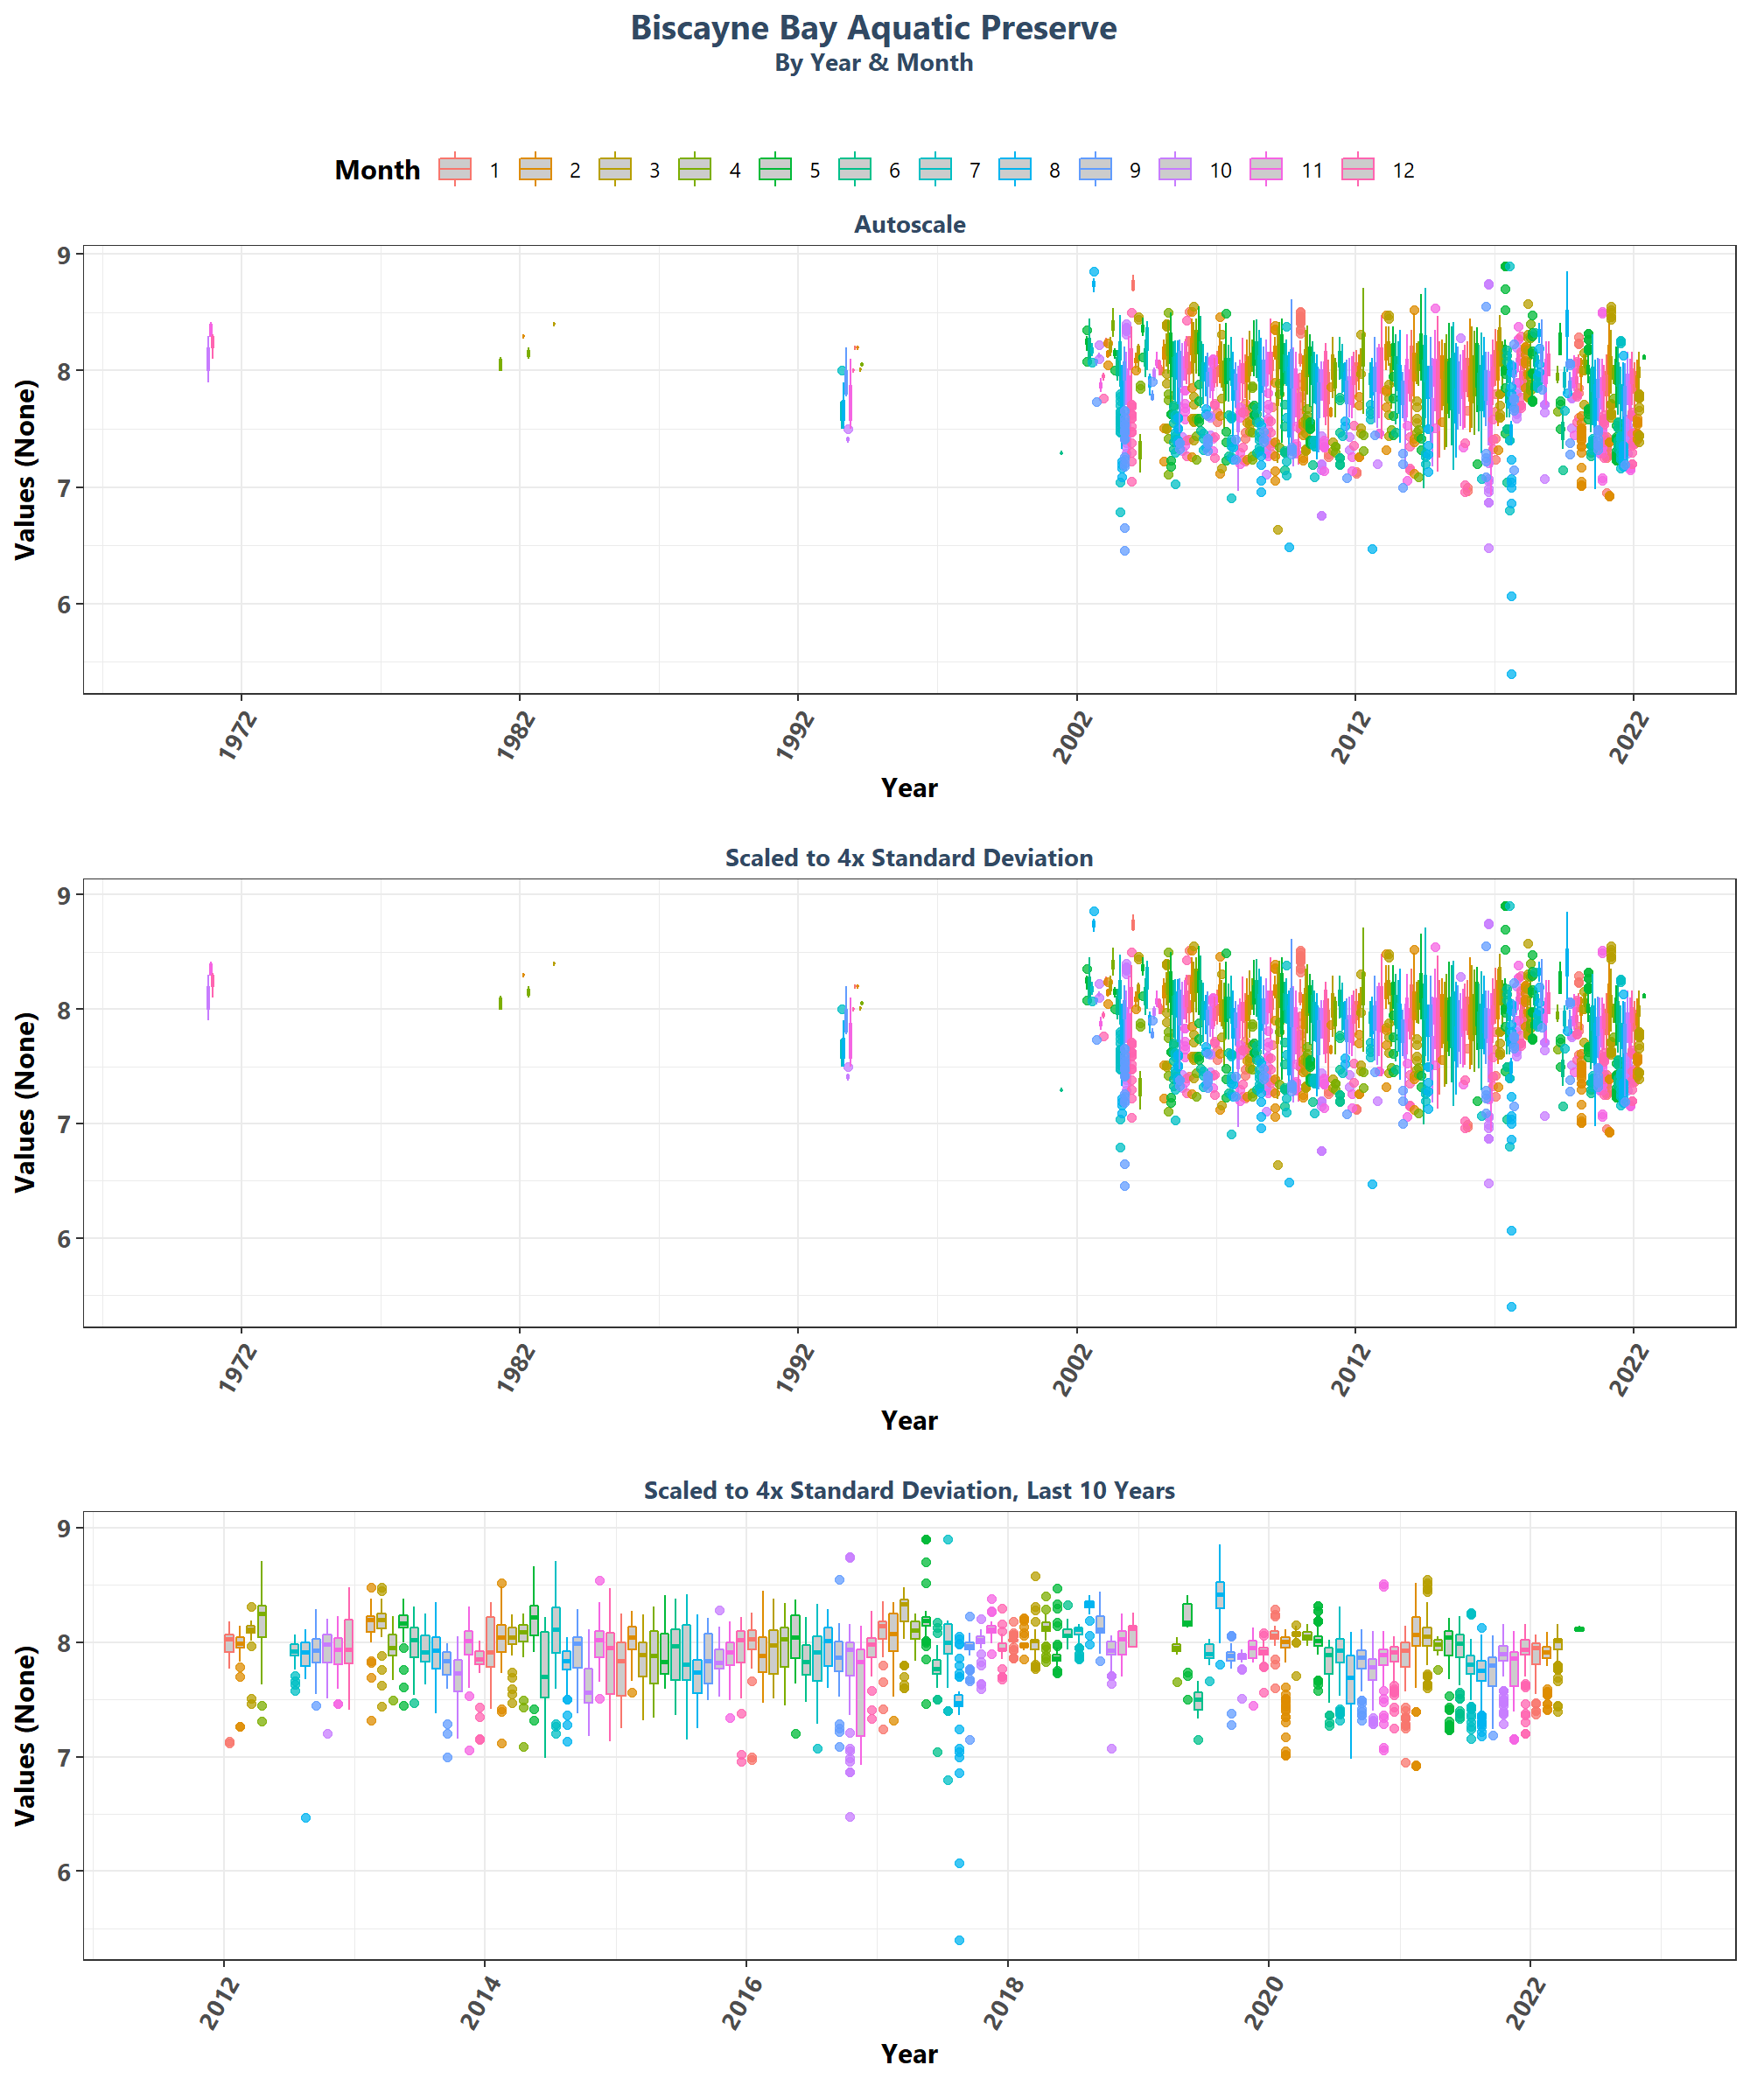 Biscayne Bay Aquatic Preserve
By Year & Month
Month 1 2 3 4 5 6 7 8 9 10 11 12
Autoscale
9
8
7
6
Values (None)
1972 1982 1992 2002 2012 2022
Year
Scaled to 4x Standard Deviation
9
8
7
6
Values (None)
1972 1982 1992 2002 2012 2022
Year
Scaled to 4x Standard Deviation, Last 10 Years
9
8
7
6
Values (None)
2012 2014 2016 2018 2020 2022
Year